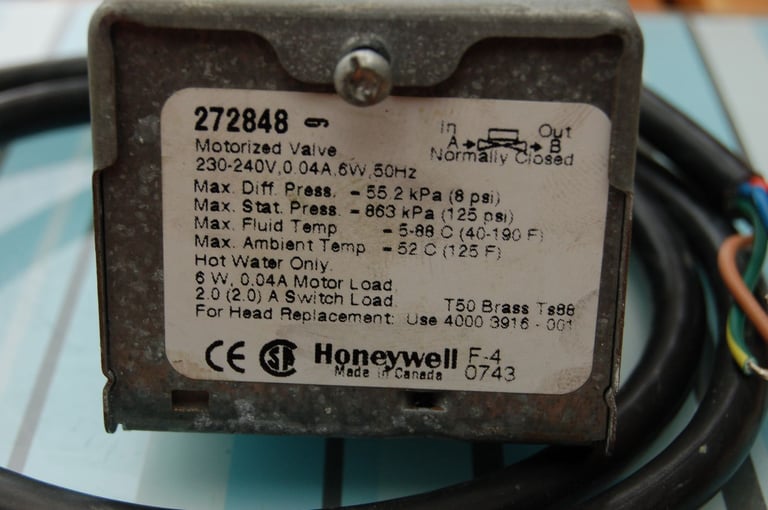 272848 9
In Out
A B
Normally Closed
Motorized Valve
230-240V,0.04A,6W,50Hz
Max. Diff. Press. = 55.2 kPa (8 psi)
Max. Stat. Press. = 863 kPa (125 psi)
Max. Fluid Temp = 5-88 C (40-190 F)
Max. Ambient Temp = 52 C (125 F)
Hot Water Only.
6 W, 0.04A Motor Load
2.0 (2.0) A Switch Load T50 Brass Ts88
For Head Replacement: Use 4000 3916 - 001
CE SP Honeywell F-4
Made in Canada 0743